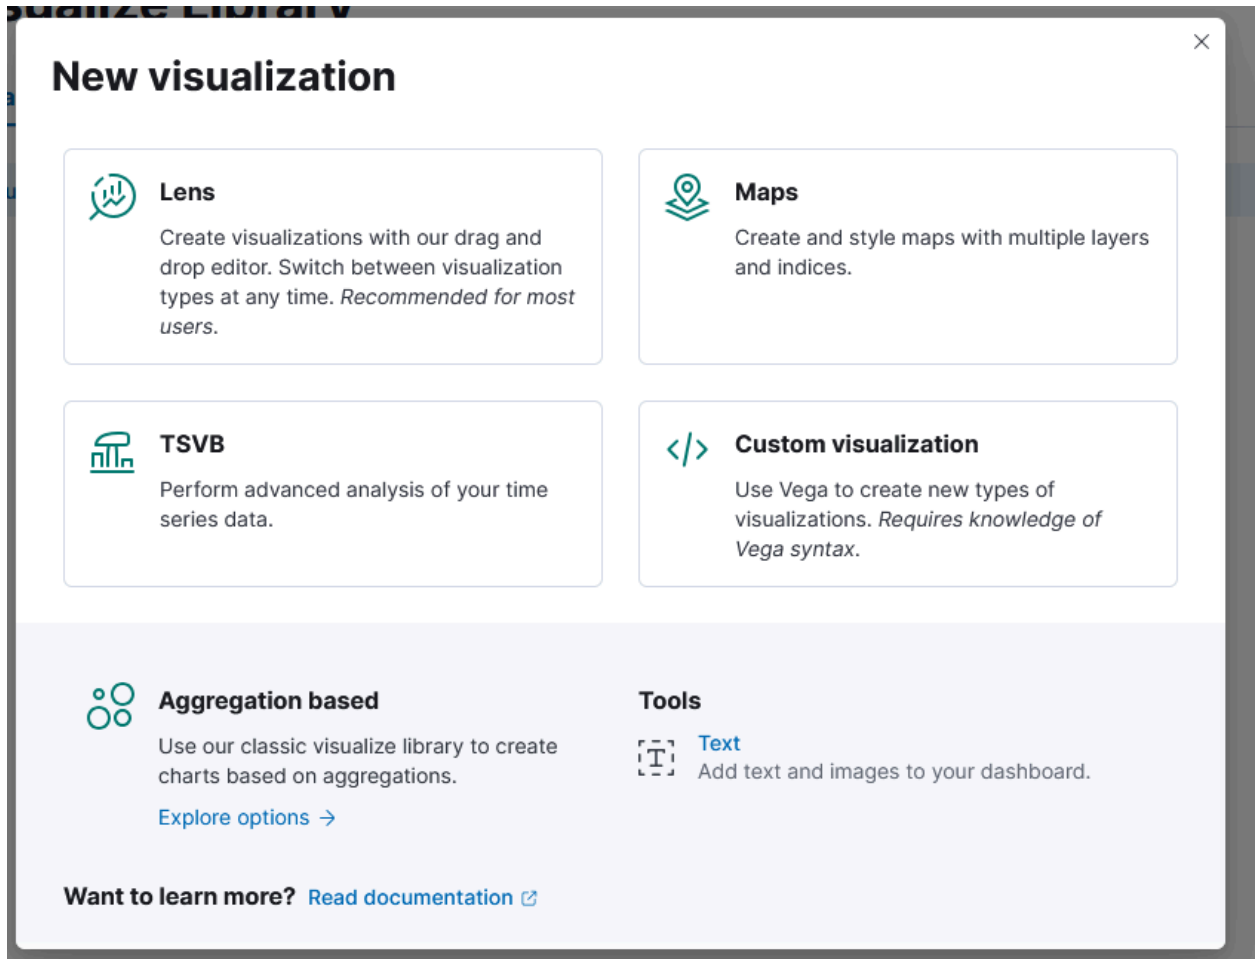 Visualize Library
New visualization
Lens
Create visualizations with our drag and
drop editor. Switch between visualization
types at any time. Recommended for most
users.
Maps
Create and style maps with multiple layers
and indices.
TSVB
Perform advanced analysis of your time
series data.
Custom visualization
Use Vega to create new types of
visualizations. Requires knowledge of
Vega syntax.
Aggregation based
Use our classic visualize library to create
charts based on aggregations.
Explore options →
Tools
T
Text
Add text and images to your dashboard.
Want to learn more? Read documentation